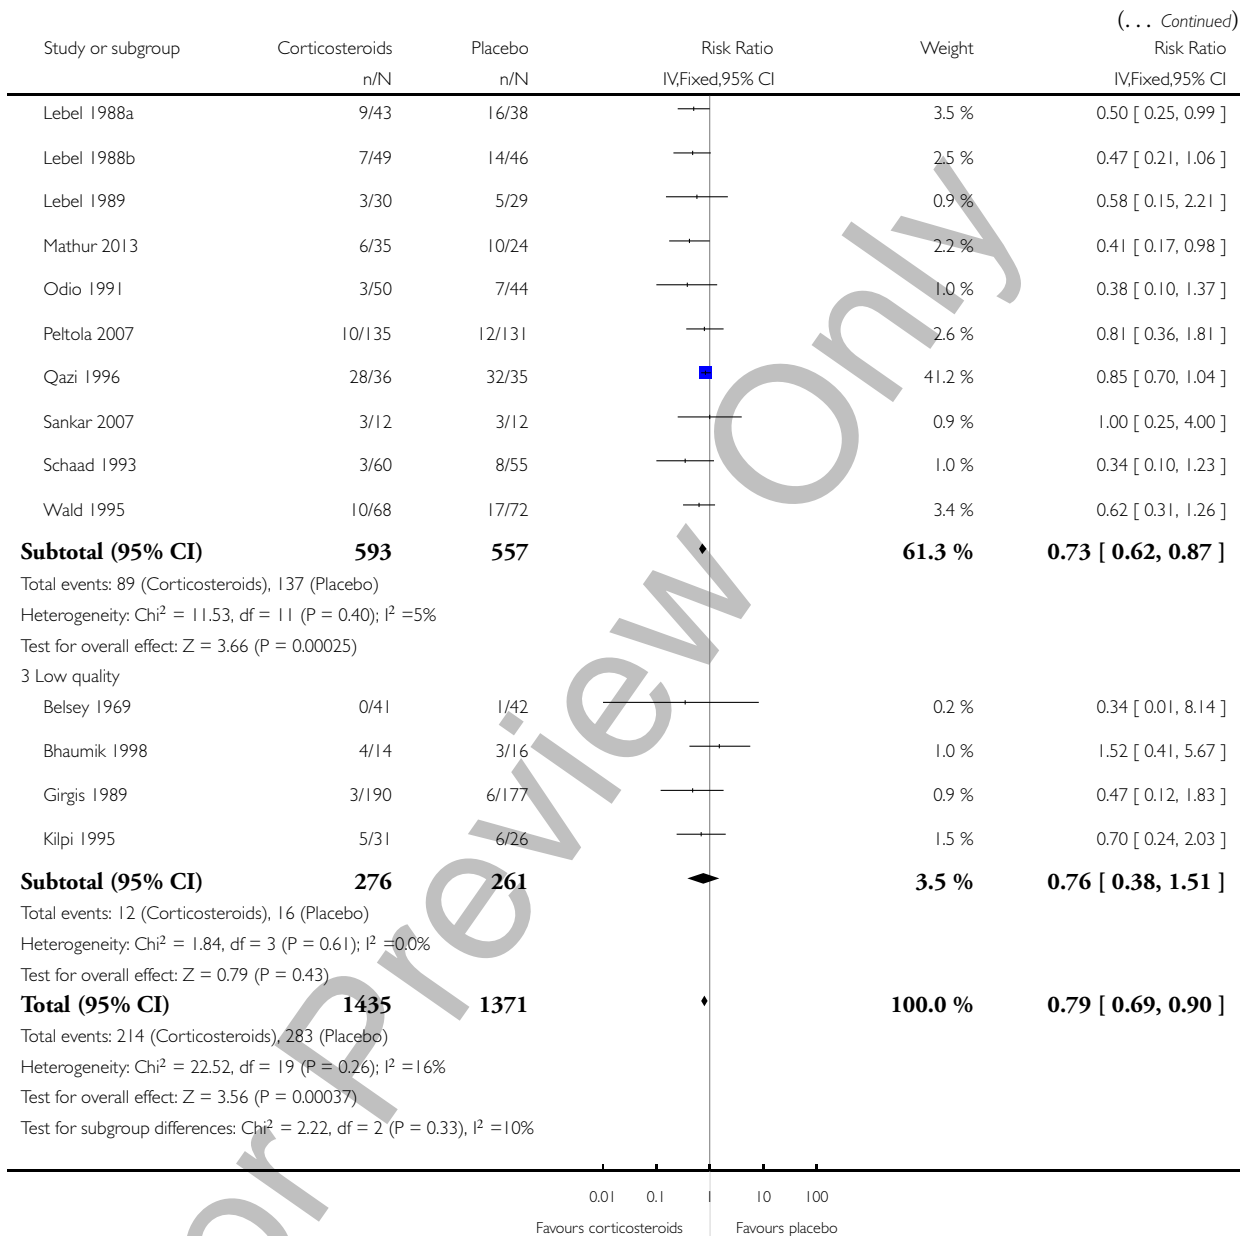 (... Continued)
Study or subgroup Corticosteroids Placebo Risk Ratio Weight Risk Ratio
n/N n/N IV,Fixed,95% CI IV,Fixed,95% CI
Lebel 1988a 9/43 16/38 3.5 % 0.50 [ 0.25, 0.99 ]
Lebel 1988b 7/49 14/46 2.5 % 0.47 [ 0.21, 1.06 ]
Lebel 1989 3/30 5/29 0.9 % 0.58 [ 0.15, 2.21 ]
Mathur 2013 6/35 10/24 2.2 % 0.41 [ 0.17, 0.98 ]
Odio 1991 3/50 7/44 1.0 % 0.38 [ 0.10, 1.37 ]
Peltola 2007 10/135 12/131 2.6 % 0.81 [ 0.36, 1.81 ]
Qazi 1996 28/36 32/35 41.2 % 0.85 [ 0.70, 1.04 ]
Sankar 2007 3/12 3/12 0.9 % 1.00 [ 0.25, 4.00 ]
Schaad 1993 3/60 8/55 1.0 % 0.34 [ 0.10, 1.23 ]
Wald 1995 10/68 17/72 3.4 % 0.62 [ 0.31, 1.26 ]
Subtotal (95% CI) 593 557 61.3 % 0.73 [ 0.62, 0.87 ]
Total events: 89 (Corticosteroids), 137 (Placebo)
Heterogeneity: Chi² = 11.53, df = 11 (P = 0.40); I² =5%
Test for overall effect: Z = 3.66 (P = 0.00025)
3 Low quality
Belsey 1969 0/41 1/42 0.2 % 0.34 [ 0.01, 8.14 ]
Bhaumik 1998 4/14 3/16 1.0 % 1.52 [ 0.41, 5.67 ]
Girgis 1989 3/190 6/177 0.9 % 0.47 [ 0.12, 1.83 ]
Kilpi 1995 5/31 6/26 1.5 % 0.70 [ 0.24, 2.03 ]
Subtotal (95% CI) 276 261 3.5 % 0.76 [ 0.38, 1.51 ]
Total events: 12 (Corticosteroids), 16 (Placebo)
Heterogeneity: Chi² = 1.84, df = 3 (P = 0.61); I² =0.0%
Test for overall effect: Z = 0.79 (P = 0.43)
Total (95% CI) 1435 1371 100.0 % 0.79 [ 0.69, 0.90 ]
Total events: 214 (Corticosteroids), 283 (Placebo)
Heterogeneity: Chi² = 22.52, df = 19 (P = 0.26); I² =16%
Test for overall effect: Z = 3.56 (P = 0.00037)
Test for subgroup differences: Chi² = 2.22, df = 2 (P = 0.33), I² =10%
0.01 0.1 1 10 100
Favours corticosteroids Favours placebo
or Preview Only